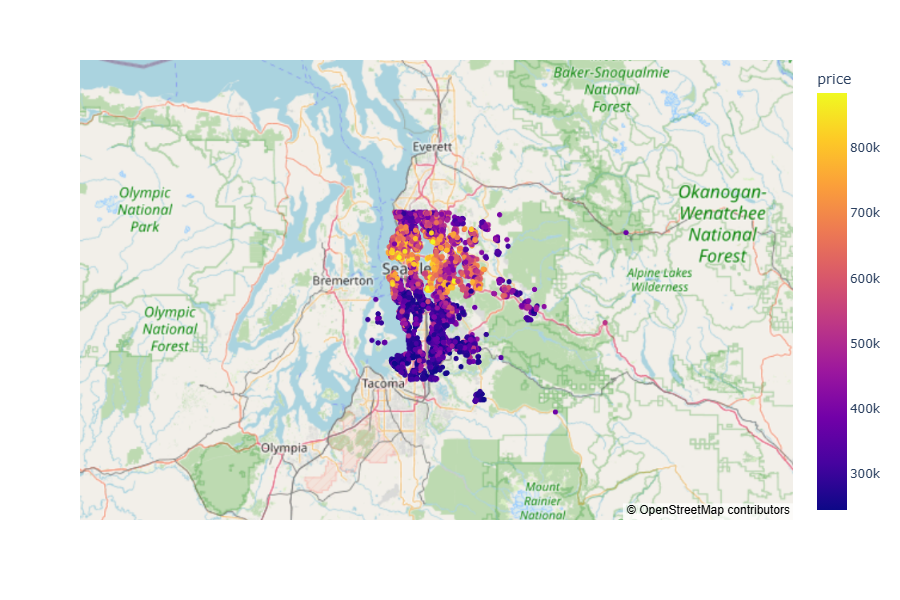 price
800k
700k
600k
500k
400k
300k
Baker-Snoqualmie
National
Forest
Everett
Olympic
National
Park
Okanogan-
Wenatchee
National
Forest
Seattle
Bremerton
Alpine Lakes
Wilderness
Olympic
National
Forest
Tacoma
Olympia
Mount
Rainier
National
© OpenStreetMap contributors